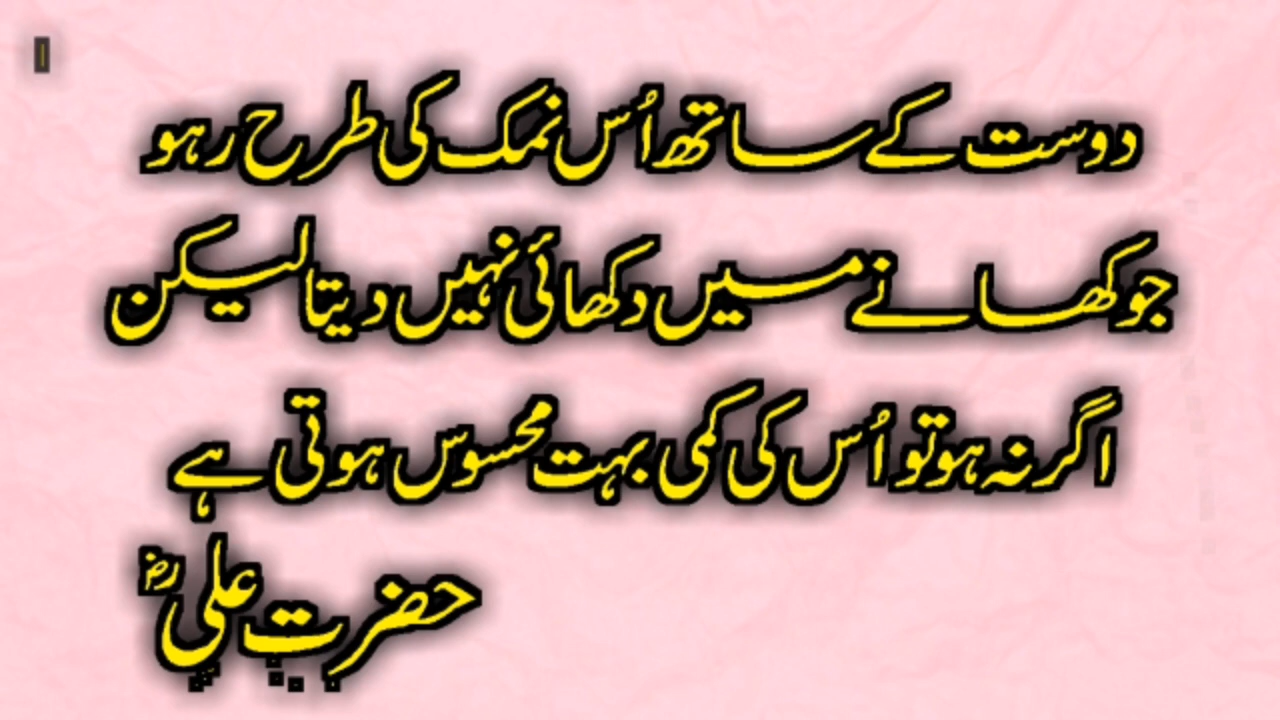 دوست کے ساتھ اُس نمک کی طرح رہو
جو کھانے میں دکھائی نہیں دیتا لیکن
اگر نہ ہو تو اُس کی کمی بہت محسوس ہوتی ہے
حضرت علیؓ